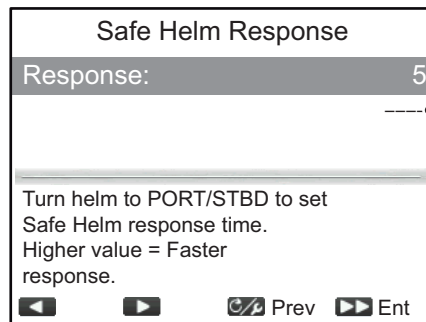 Safe Helm Response
Response: 5
Turn helm to PORT/STBD to set
Safe Helm response time.
Higher value = Faster
response.
Prev Ent